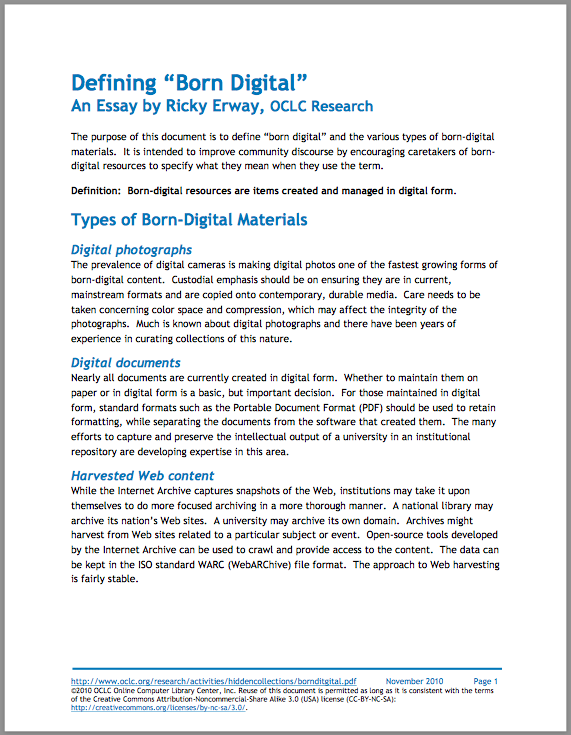 Defining “Born Digital”
An Essay by Ricky Erway, OCLC Research
The purpose of this document is to define “born digital” and the various types of born-digital
materials.  It is intended to improve community discourse by encouraging caretakers of born-
digital resources to specify what they mean when they use the term.
Definition:  Born-digital resources are items created and managed in digital form.
Types of Born-Digital Materials
Digital photographs
The prevalence of digital cameras is making digital photos one of the fastest growing forms of
born-digital content.  Custodial emphasis should be on ensuring they are in current,
mainstream formats and are copied onto contemporary, durable media.  Care needs to be
taken concerning color space and compression, which may affect the integrity of the
photographs.  Much is known about digital photographs and there have been years of
experience in curating collections of this nature.
Digital documents
Nearly all documents are currently created in digital form.  Whether to maintain them on
paper or in digital form is a basic, but important decision.  For those maintained in digital
form, standard formats such as the Portable Document Format (PDF) should be used to retain
formatting, while separating the documents from the software that created them.  The many
efforts to capture and preserve the intellectual output of a university in an institutional
repository are developing expertise in this area.
Harvested Web content
While the Internet Archive captures snapshots of the Web, institutions may take it upon
themselves to do more focused archiving in a more thorough manner.  A national library may
archive its nation’s Web sites.  A university may archive its own domain.  Archives might
harvest from Web sites related to a particular subject or event.  Open-source tools developed
by the Internet Archive can be used to crawl and provide access to the content.  The data can
be kept in the ISO standard WARC (WebARChive) file format.  The approach to Web harvesting
is fairly stable.
http://www.oclc.org/research/activities/hiddencollections/borndigital.pdf November 2010 Page 1
©2010 OCLC Online Computer Library Center, Inc. Reuse of this document is permitted as long as it is consistent with the terms
of the Creative Commons Attribution-Noncommercial-Share Alike 3.0 (USA) license (CC-BY-NC-SA):
http://creativecommons.org/licenses/by-nc-sa/3.0/.